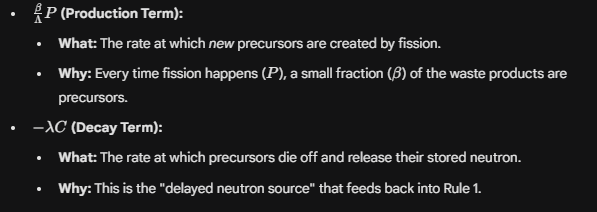 • β/Λ P (Production Term):
• What: The rate at which new precursors are created by fission.
• Why: Every time fission happens (P), a small fraction (β) of the waste products are
precursors.
• −λC (Decay Term):
• What: The rate at which precursors die off and release their stored neutron.
• Why: This is the "delayed neutron source" that feeds back into Rule 1.